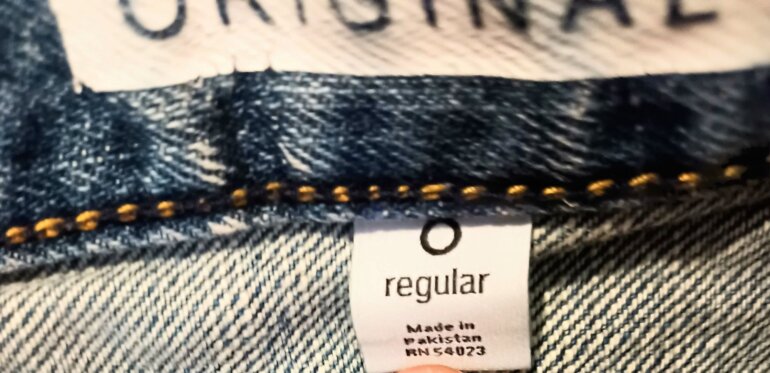 ORIGINAL
0
regular
Made in
Pakistan
RN 54023